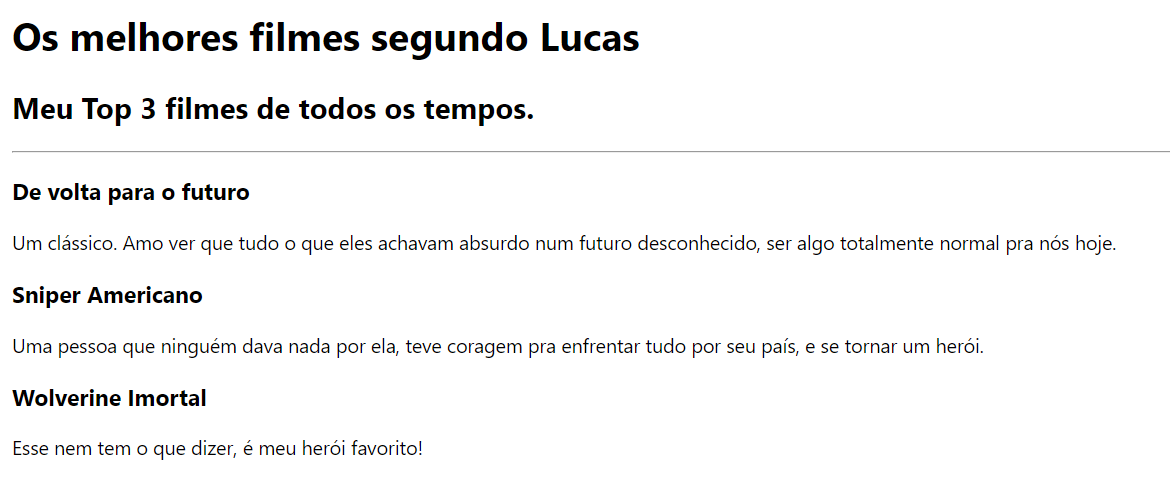 Os melhores filmes segundo Lucas
Meu Top 3 filmes de todos os tempos.
De volta para o futuro
Um clássico. Amo ver que tudo o que eles achavam absurdo num futuro desconhecido, ser algo totalmente normal pra nós hoje.
Sniper Americano
Uma pessoa que ninguém dava nada por ela, teve coragem pra enfrentar tudo por seu país, e se tornar um herói.
Wolverine Imortal
Esse nem tem o que dizer, é meu herói favorito!